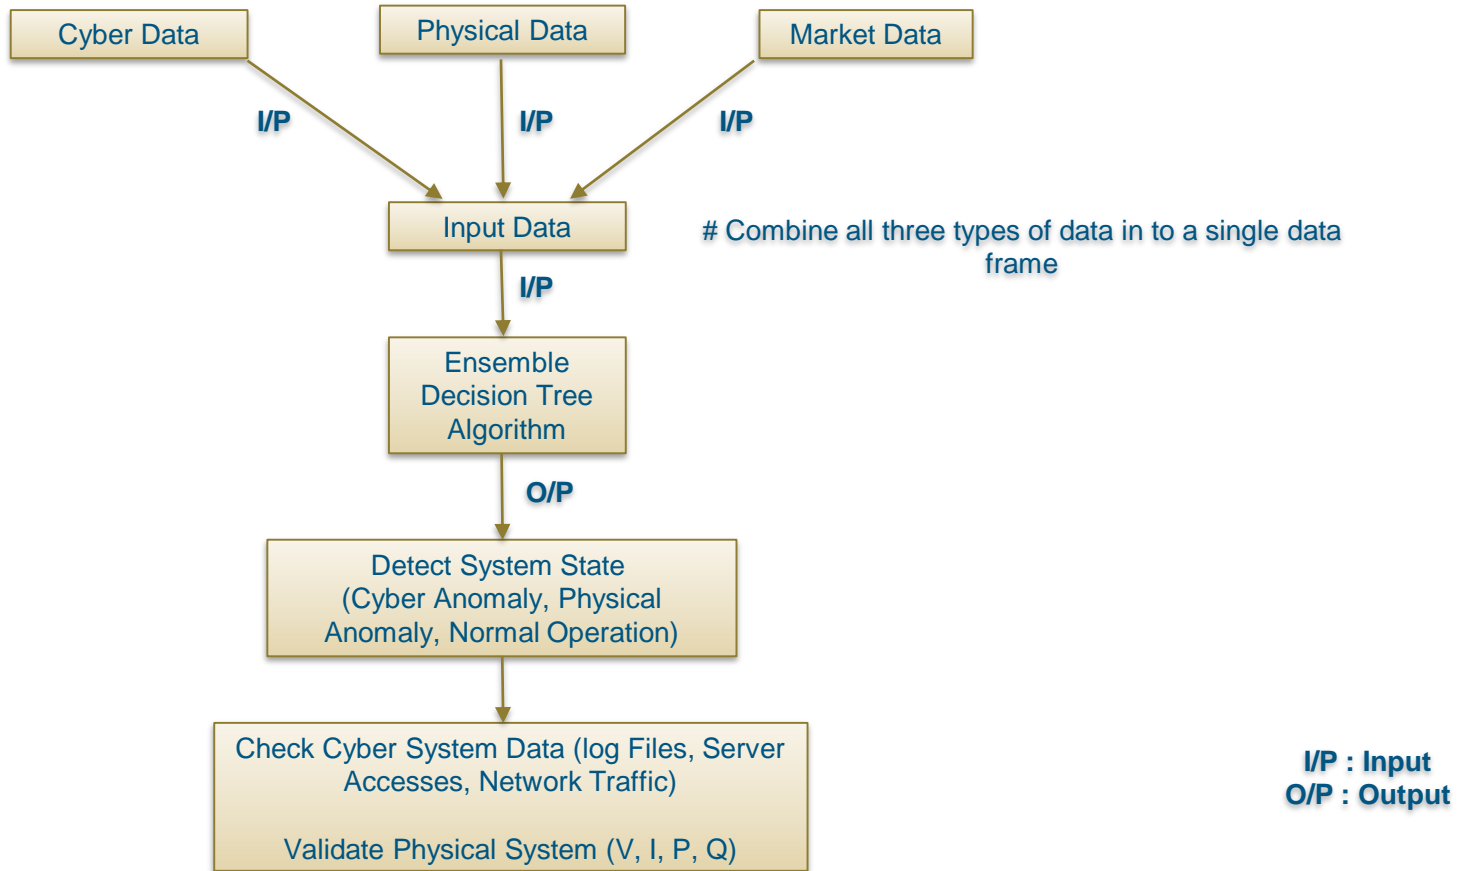 Cyber Data
Physical Data
Market Data
I/P
I/P
I/P
Input Data
# Combine all three types of data in to a single data
frame
I/P
Ensemble
Decision Tree
Algorithm
O/P
Detect System State
(Cyber Anomaly, Physical
Anomaly, Normal Operation)
Check Cyber System Data (log Files, Server
Accesses, Network Traffic)
Validate Physical System (V, I, P, Q)
I/P : Input
O/P : Output